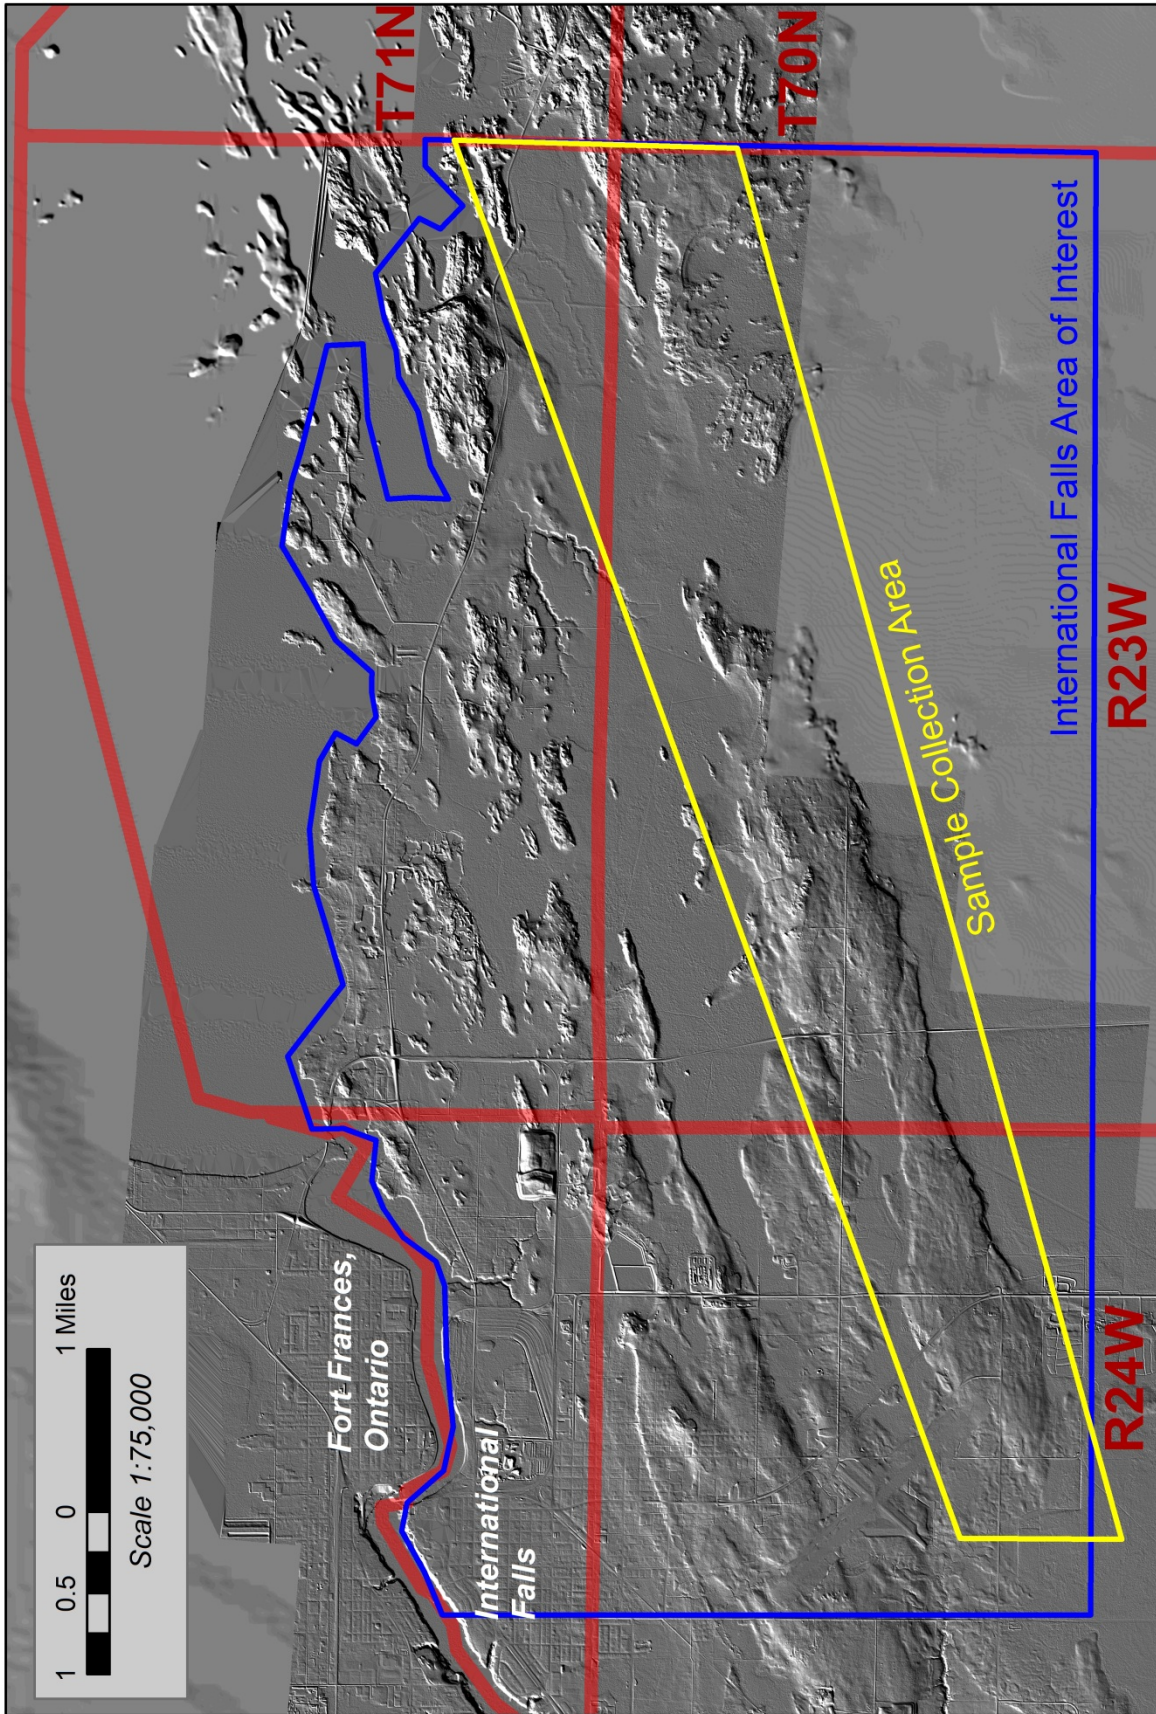 1 0.5 0 1 Miles
Scale 1:75,000
Fort Frances,
Ontario
International
Falls
T71N
T70N
Sample Collection Area
International Falls Area of Interest
R24W
R23W